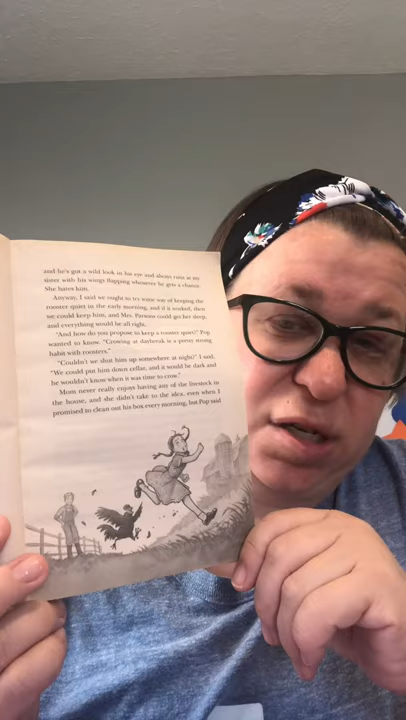 and he's got a wild look in his eye and always runs at my
sister with his wings flapping whenever he gets a chance.
She hates him.
Anyway, I said we ought to try some way of keeping the
rooster quiet in the early morning, and if it worked, then
we could keep him, and Mrs. Parsons could get her sleep,
and everything would be all right.
"And how do you propose to keep a rooster quiet?" Pop
wanted to know. "Crowing at daybreak is a pretty strong
habit with roosters."
"Couldn't we shut him up somewhere at night?" I said.
"We could put him down cellar, and it would be dark and
he wouldn't know when it was time to crow."
Mom never really enjoys having any of the livestock in
the house, and she didn't take to the idea, even when I
promised to clean out his box every morning, but Pop said